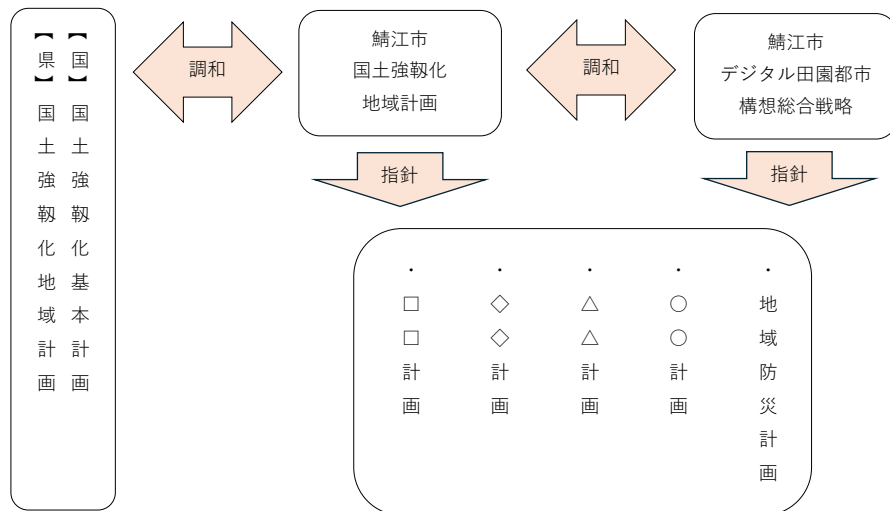 【国】国土強靱化基本計画
【県】国土強靱化地域計画
調和
鯖江市
国土強靱化
地域計画
調和
鯖江市
デジタル田園都市
構想総合戦略
指針
指針
・地域防災計画
・○○計画
・△△計画
・◇◇計画
・□□計画